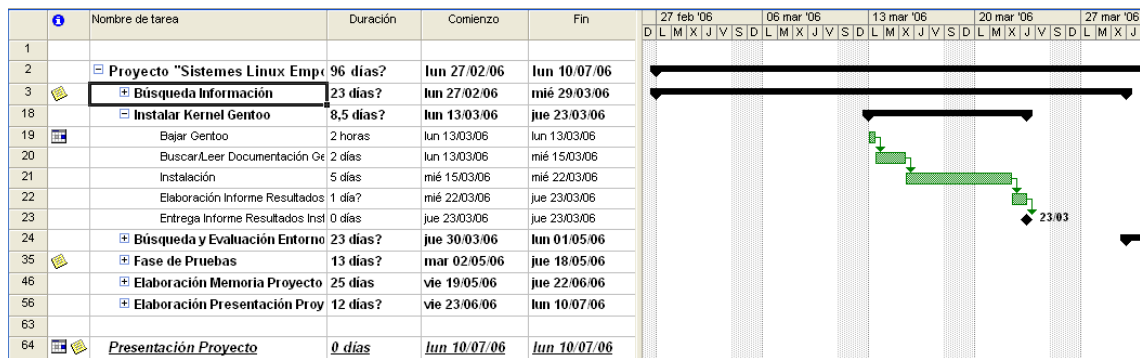 Nombre de tarea Duración Comienzo Fin 27 feb '06 06 mar '06 13 mar '06 20 mar '06 27 mar '06
D L M X J V S D L M X J V S D L M X J V S D L M X J V S D L M X J
1
2 Proyecto "Sistemes Linux Emp 96 días? lun 27/02/06 lun 10/07/06
3 Búsqueda Información 23 días? lun 27/02/06 mié 29/03/06
18 Instalar Kernel Gentoo 8,5 días? lun 13/03/06 jue 23/03/06
19 Bajar Gentoo 2 horas lun 13/03/06 lun 13/03/06
20 Buscar/Leer Documentación Ge 2 días lun 13/03/06 mié 15/03/06
21 Instalación 5 días mié 15/03/06 mié 22/03/06
22 Elaboración Informe Resultados 1 día? mié 22/03/06 jue 23/03/06
23 Entrega Informe Resultados Inst 0 días jue 23/03/06 jue 23/03/06 23/03
24 Búsqueda y Evaluación Entorno 23 días? jue 30/03/06 lun 01/05/06
35 Fase de Pruebas 13 días? mar 02/05/06 jue 18/05/06
46 Elaboración Memoria Proyecto 25 días vie 19/05/06 jue 22/06/06
56 Elaboración Presentación Proy 12 días? vie 23/06/06 lun 10/07/06
63
64 Presentación Proyecto 0 días lun 10/07/06 lun 10/07/06